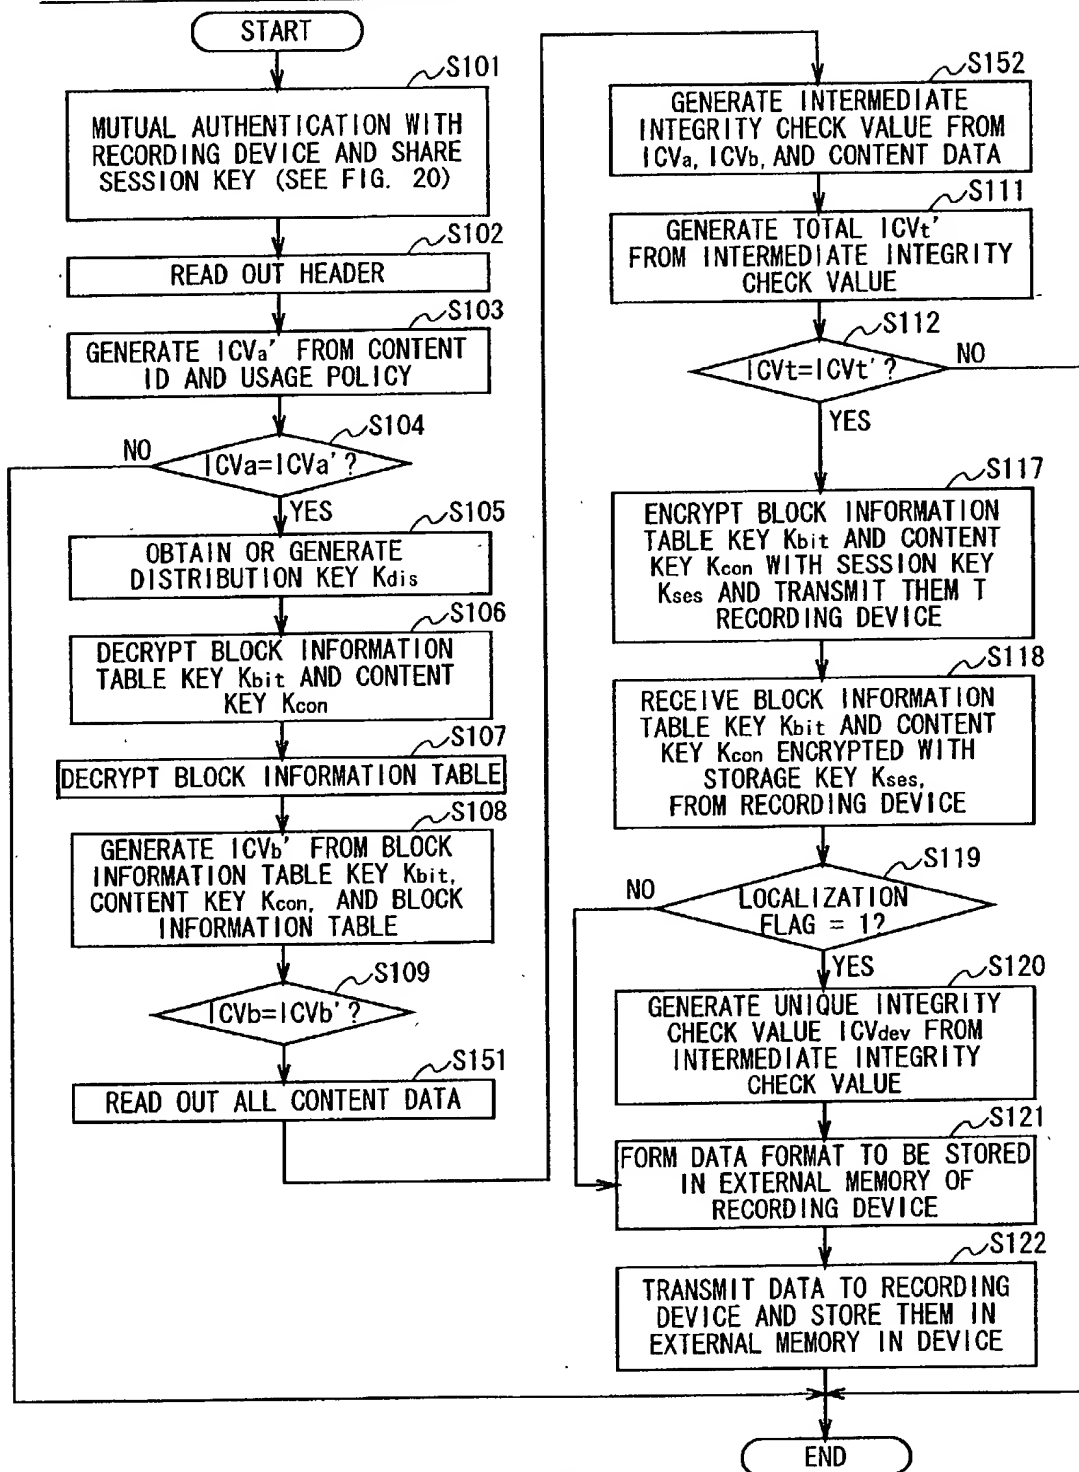 START
S101
MUTUAL AUTHENTICATION WITH
RECORDING DEVICE AND SHARE
SESSION KEY (SEE FIG. 20)
S102
READ OUT HEADER
S103
GENERATE ICVa' FROM CONTENT
ID AND USAGE POLICY
S104
NO
ICVa=ICVa'?
YES
S105
OBTAIN OR GENERATE
DISTRIBUTION KEY Kdis
S106
DECRYPT BLOCK INFORMATION
TABLE KEY Kbit AND CONTENT
KEY Kcon
S107
DECRYPT BLOCK INFORMATION TABLE
S108
GENERATE ICVb' FROM BLOCK
INFORMATION TABLE KEY Kbit,
CONTENT KEY Kcon, AND BLOCK
INFORMATION TABLE
S109
ICVb=ICVb'?
S151
READ OUT ALL CONTENT DATA
S152
GENERATE INTERMEDIATE
INTEGRITY CHECK VALUE FROM
ICVa, ICVb, AND CONTENT DATA
S111
GENERATE TOTAL ICVt'
FROM INTERMEDIATE INTEGRITY
CHECK VALUE
S112
ICVt=ICVt'?
NO
YES
S117
ENCRYPT BLOCK INFORMATION
TABLE KEY Kbit AND CONTENT
KEY Kcon WITH SESSION KEY
Kses AND TRANSMIT THEM T
RECORDING DEVICE
S118
RECEIVE BLOCK INFORMATION
TABLE KEY Kbit AND CONTENT
KEY Kcon ENCRYPTED WITH
STORAGE KEY Kses,
FROM RECORDING DEVICE
S119
NO
LOCALIZATION
FLAG = 1?
YES
S120
GENERATE UNIQUE INTEGRITY
CHECK VALUE ICVdev FROM
INTERMEDIATE INTEGRITY
CHECK VALUE
S121
FORM DATA FORMAT TO BE STORED
IN EXTERNAL MEMORY OF
RECORDING DEVICE
S122
TRANSMIT DATA TO RECORDING
DEVICE AND STORE THEM IN
EXTERNAL MEMORY IN DEVICE
END